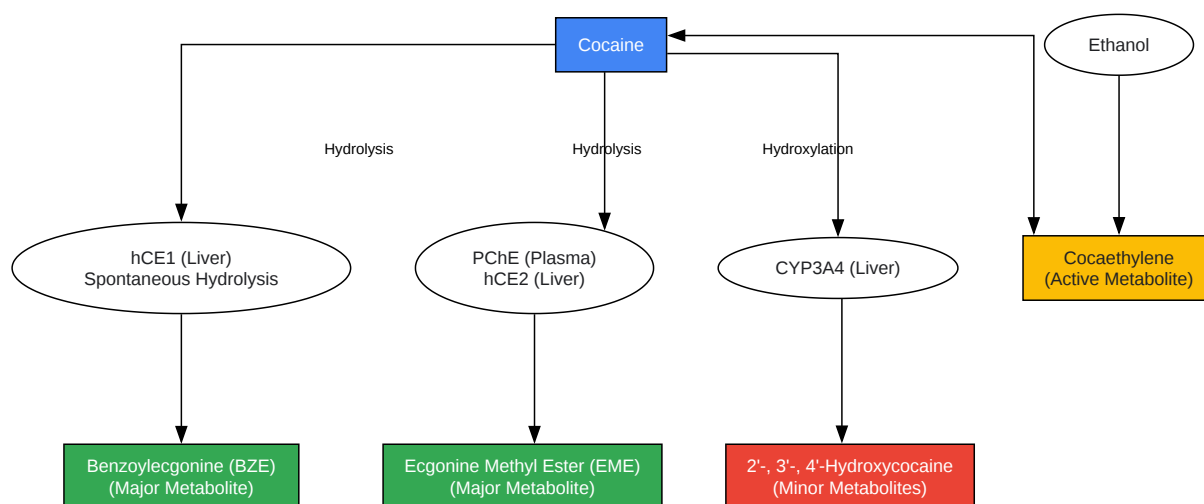 Cocaine
Ethanol
Hydrolysis
Hydrolysis
Hydroxylation
hCE1 (Liver)
Spontaneous Hydrolysis
PChE (Plasma)
hCE2 (Liver)
CYP3A4 (Liver)
Cocaethylene
(Active Metabolite)
Benzoylecgonine (BZE)
(Major Metabolite)
Ecgonine Methyl Ester (EME)
(Major Metabolite)
2'-, 3'-, 4'-Hydroxycocaine
(Minor Metabolites)